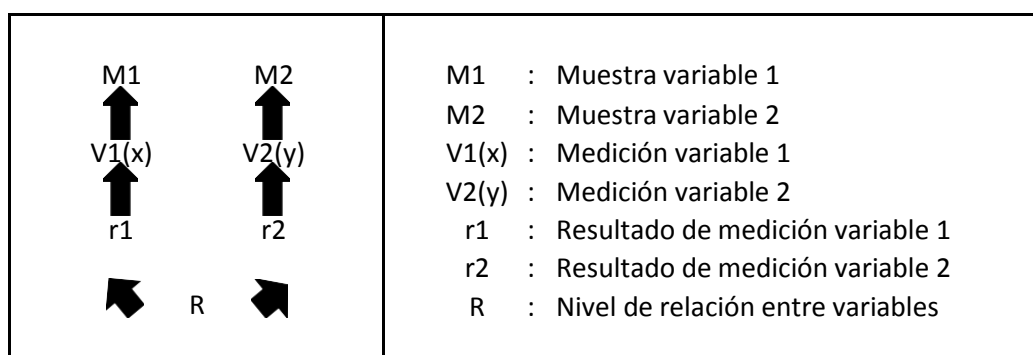 M1 M2
V1(x) V2(y)
r1 r2
R
M1 : Muestra variable 1
M2 : Muestra variable 2
V1(x) : Medición variable 1
V2(y) : Medición variable 2
r1 : Resultado de medición variable 1
r2 : Resultado de medición variable 2
R : Nivel de relación entre variables